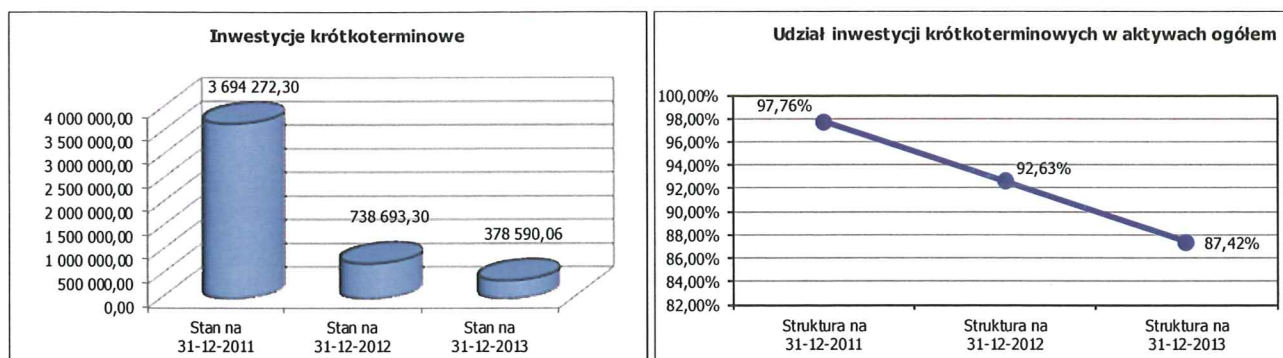 Inwestycje krótkoterminowe
3 694 272,30
4 000 000,00
3 500 000,00
3 000 000,00
2 500 000,00
2 000 000,00
1 500 000,00
1 000 000,00
500 000,00
0,00
738 693,30
378 590,06
Stan na
31-12-2011
Stan na
31-12-2012
Stan na
31-12-2013
Udział inwestycji krótkoterminowych w aktywach ogółem
100,00%
98,00%
96,00%
94,00%
92,00%
90,00%
88,00%
86,00%
84,00%
82,00%
97,76%
92,63%
87,42%
Struktura na
31-12-2011
Struktura na
31-12-2012
Struktura na
31-12-2013